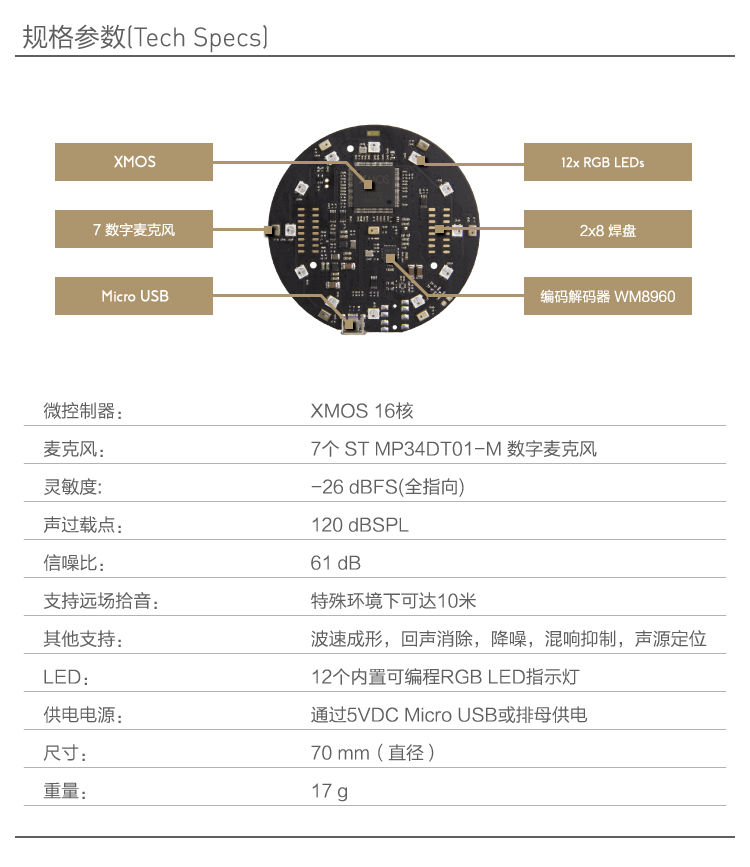 规格参数(Tech Specs)
XMOS
12x RGB LEDs
7 数字麦克风
2x8 焊盘
Micro USB
编码解码器 WM8960
XMOS
微控制器: XMOS 16核
麦克风: 7个 ST MP34DT01-M 数字麦克风
灵敏度: -26 dBFS(全指向)
声过载点: 120 dBSPL
信噪比: 61 dB
支持远场拾音: 特殊环境下可达10米
其他支持: 波速成形，回声消除，降噪，混响抑制，声源定位
LED: 12个内置可编程RGB LED指示灯
供电电源: 通过5VDC Micro USB或排母供电
尺寸: 70 mm（直径）
重量: 17 g